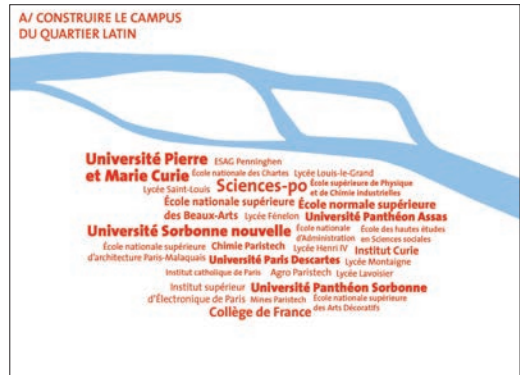 A/ CONSTRUIRE LE CAMPUS
DU QUARTIER LATIN
Université Pierre ESAG Penninghen
et Marie Curie École nationale des Chartes Lycée Louis-le-Grand
Lycée Saint-Louis Sciences-po École supérieure de Physique
et de Chimie industrielles
École nationale supérieure École normale supérieure
des Beaux-Arts Lycée Fénelon Université Panthéon Assas
Université Sorbonne nouvelle École nationale École des hautes études
d'Administration en Sciences sociales
École nationale supérieure Chimie Paristech Lycée Henri IV Institut Curie
d'architecture Paris-Malaquais Université Paris Descartes Lycée Montaigne
Institut catholique de Paris Agro Paristech Lycée Lavoisier
Institut supérieur Université Panthéon Sorbonne
d'Électronique de Paris Mines Paristech École nationale supérieure
des Arts Décoratifs
Collège de France